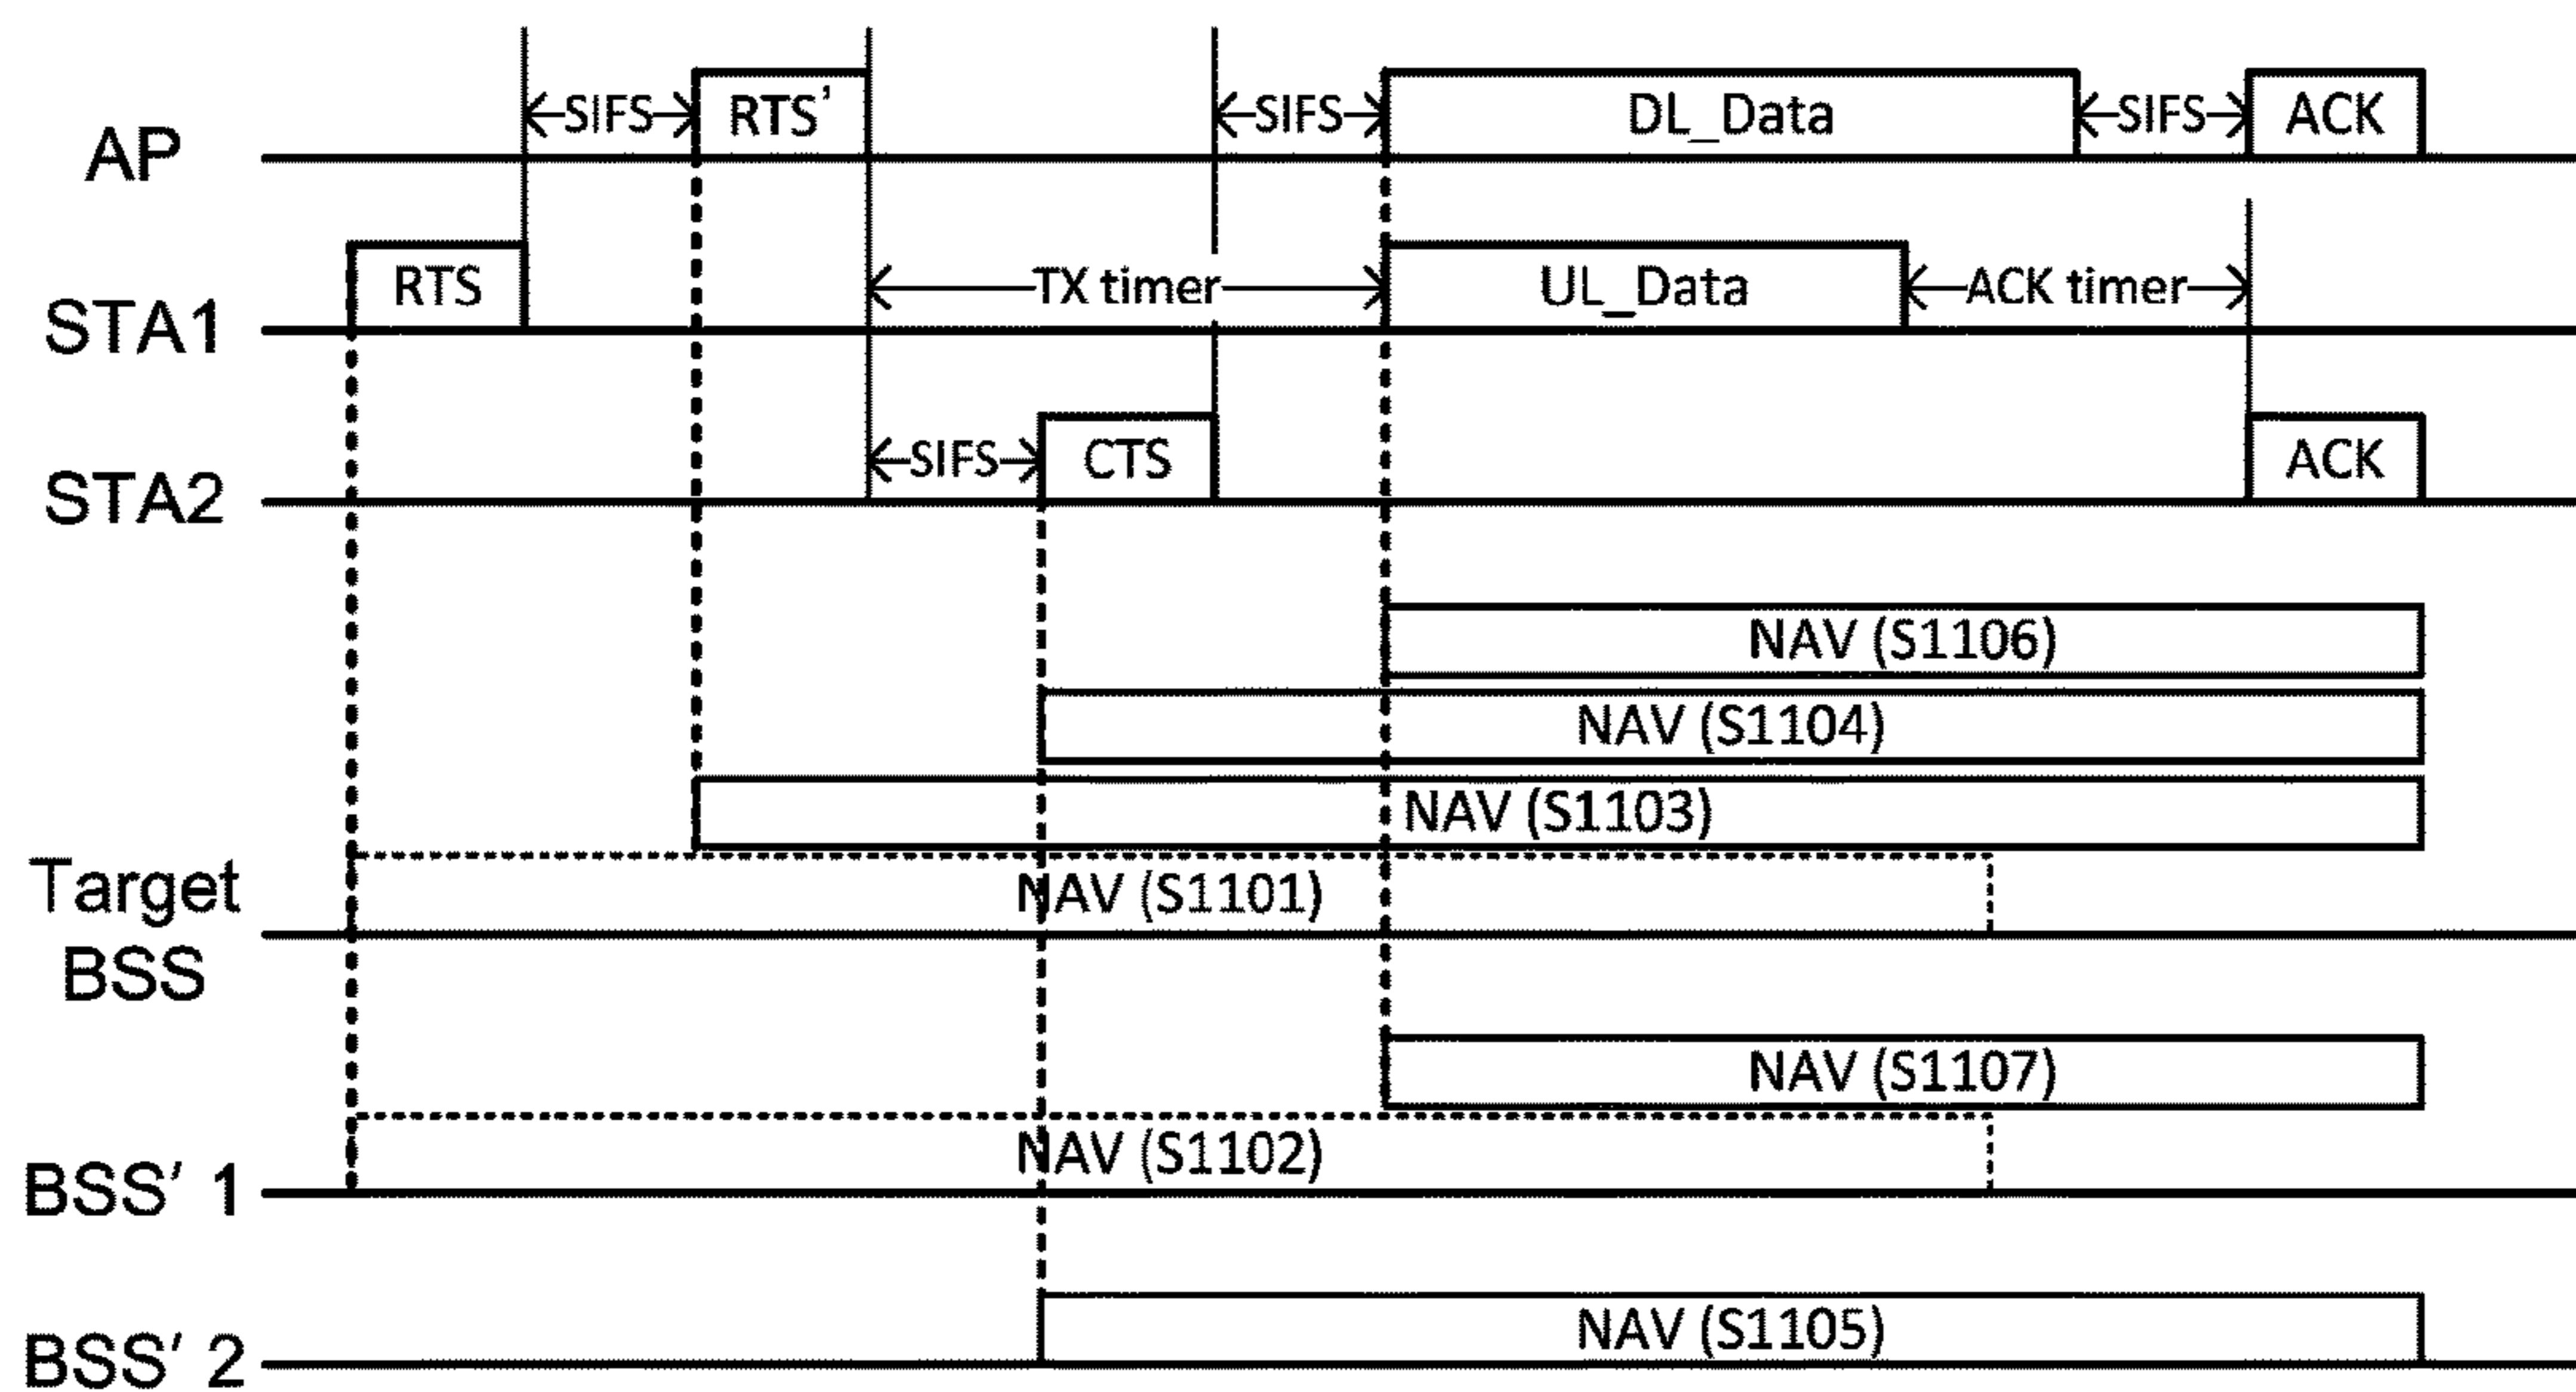 SIFS RTS' SIFS DL_Data SIFS ACK
AP
RTS TX timer UL_Data ACK timer
STA1
SIFS CTS ACK
STA2
NAV (S1106)
NAV (S1104)
NAV (S1103)
Target
BSS
NAV (S1101)
NAV (S1107)
NAV (S1102)
BSS' 1
NAV (S1105)
BSS' 2